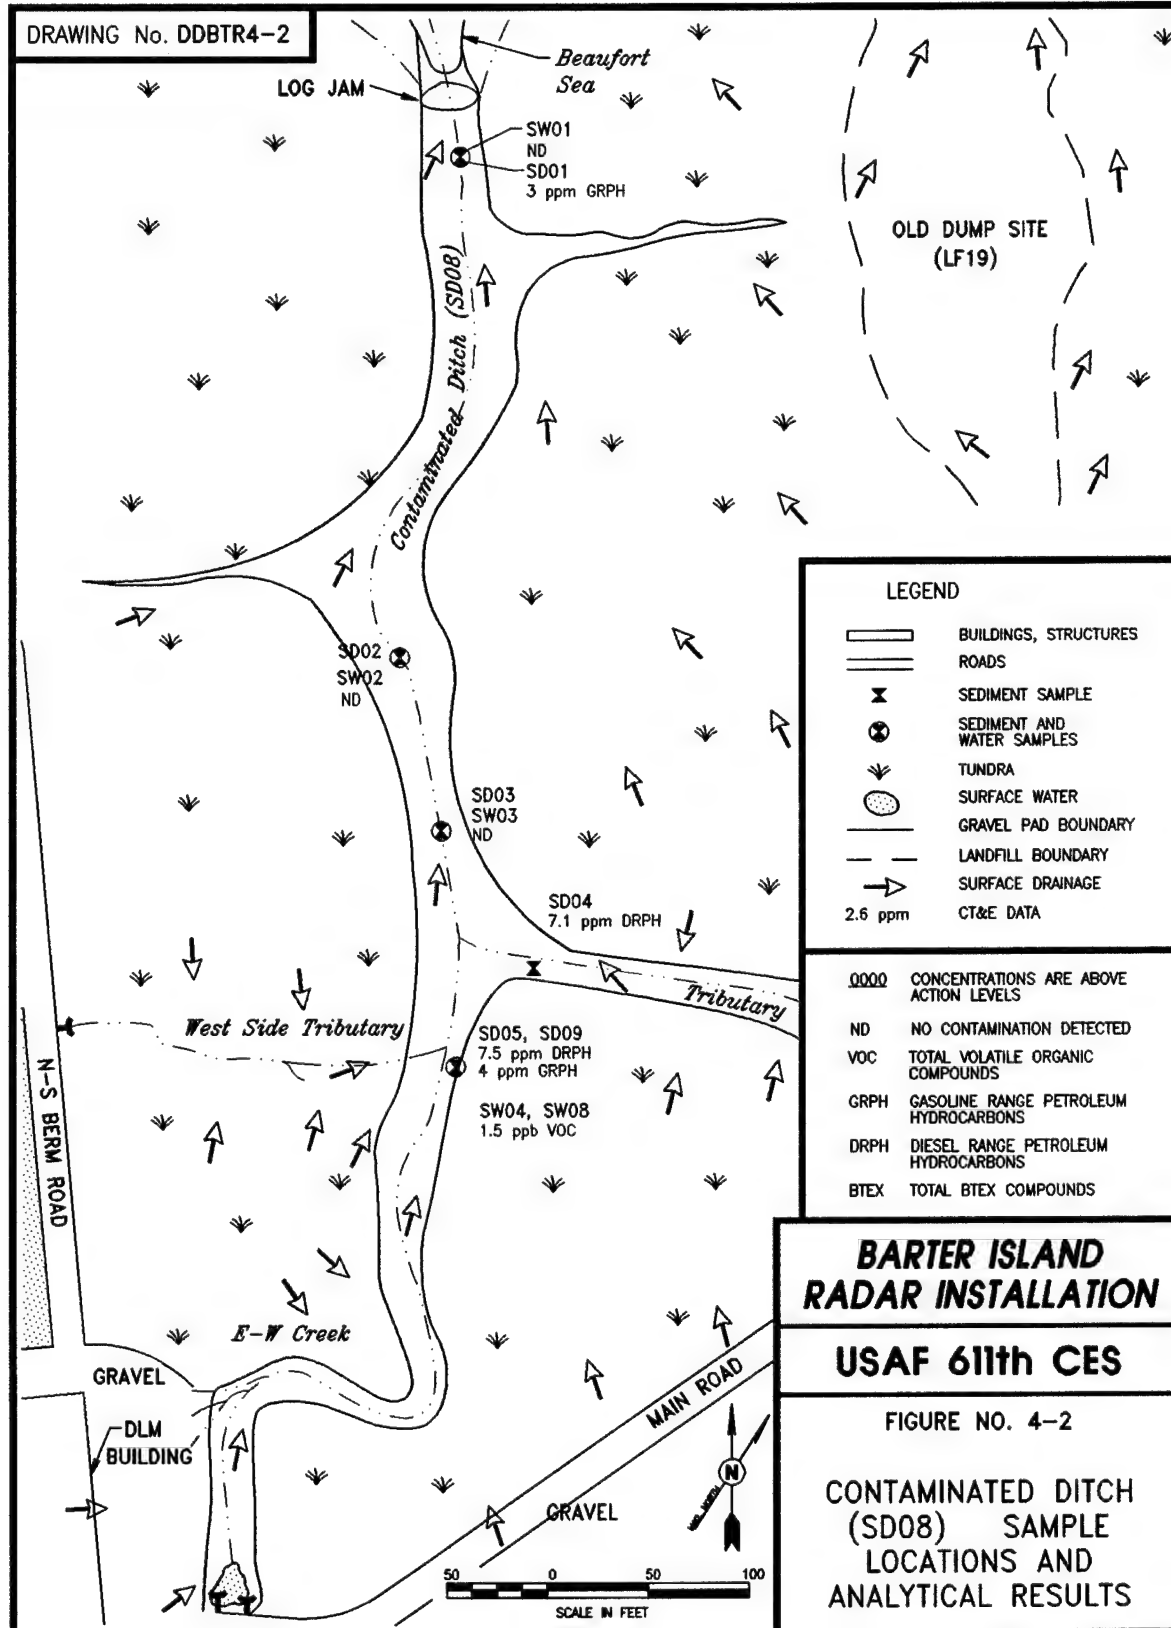 DRAWING No. DDBTR4-2
Beaufort
Sea
LOG JAM
SW01
ND
SD01
3 ppm GRPH
OLD DUMP SITE
(LF19)
Contaminated Ditch (SD08)
SD02
SW02
ND
SD03
SW03
ND
SD04
7.1 ppm DRPH
Tributary
West Side Tributary
SD05, SD09
7.5 ppm DRPH
4 ppm GRPH
SW04, SW08
1.5 ppb VOC
N-S BERM ROAD
E-W Creek
GRAVEL
DLM
BUILDING
MAIN ROAD
GRAVEL
N
MAG NORTH
50 0 50 100
SCALE IN FEET
LEGEND
BUILDINGS, STRUCTURES
ROADS
SEDIMENT SAMPLE
SEDIMENT AND
WATER SAMPLES
TUNDRA
SURFACE WATER
GRAVEL PAD BOUNDARY
LANDFILL BOUNDARY
SURFACE DRAINAGE
2.6 ppm CT&E DATA
0000 CONCENTRATIONS ARE ABOVE
ACTION LEVELS
ND NO CONTAMINATION DETECTED
VOC TOTAL VOLATILE ORGANIC
COMPOUNDS
GRPH GASOLINE RANGE PETROLEUM
HYDROCARBONS
DRPH DIESEL RANGE PETROLEUM
HYDROCARBONS
BTEX TOTAL BTEX COMPOUNDS
BARTER ISLAND
RADAR INSTALLATION
USAF 611th CES
FIGURE NO. 4-2
CONTAMINATED DITCH
(SD08) SAMPLE
LOCATIONS AND
ANALYTICAL RESULTS